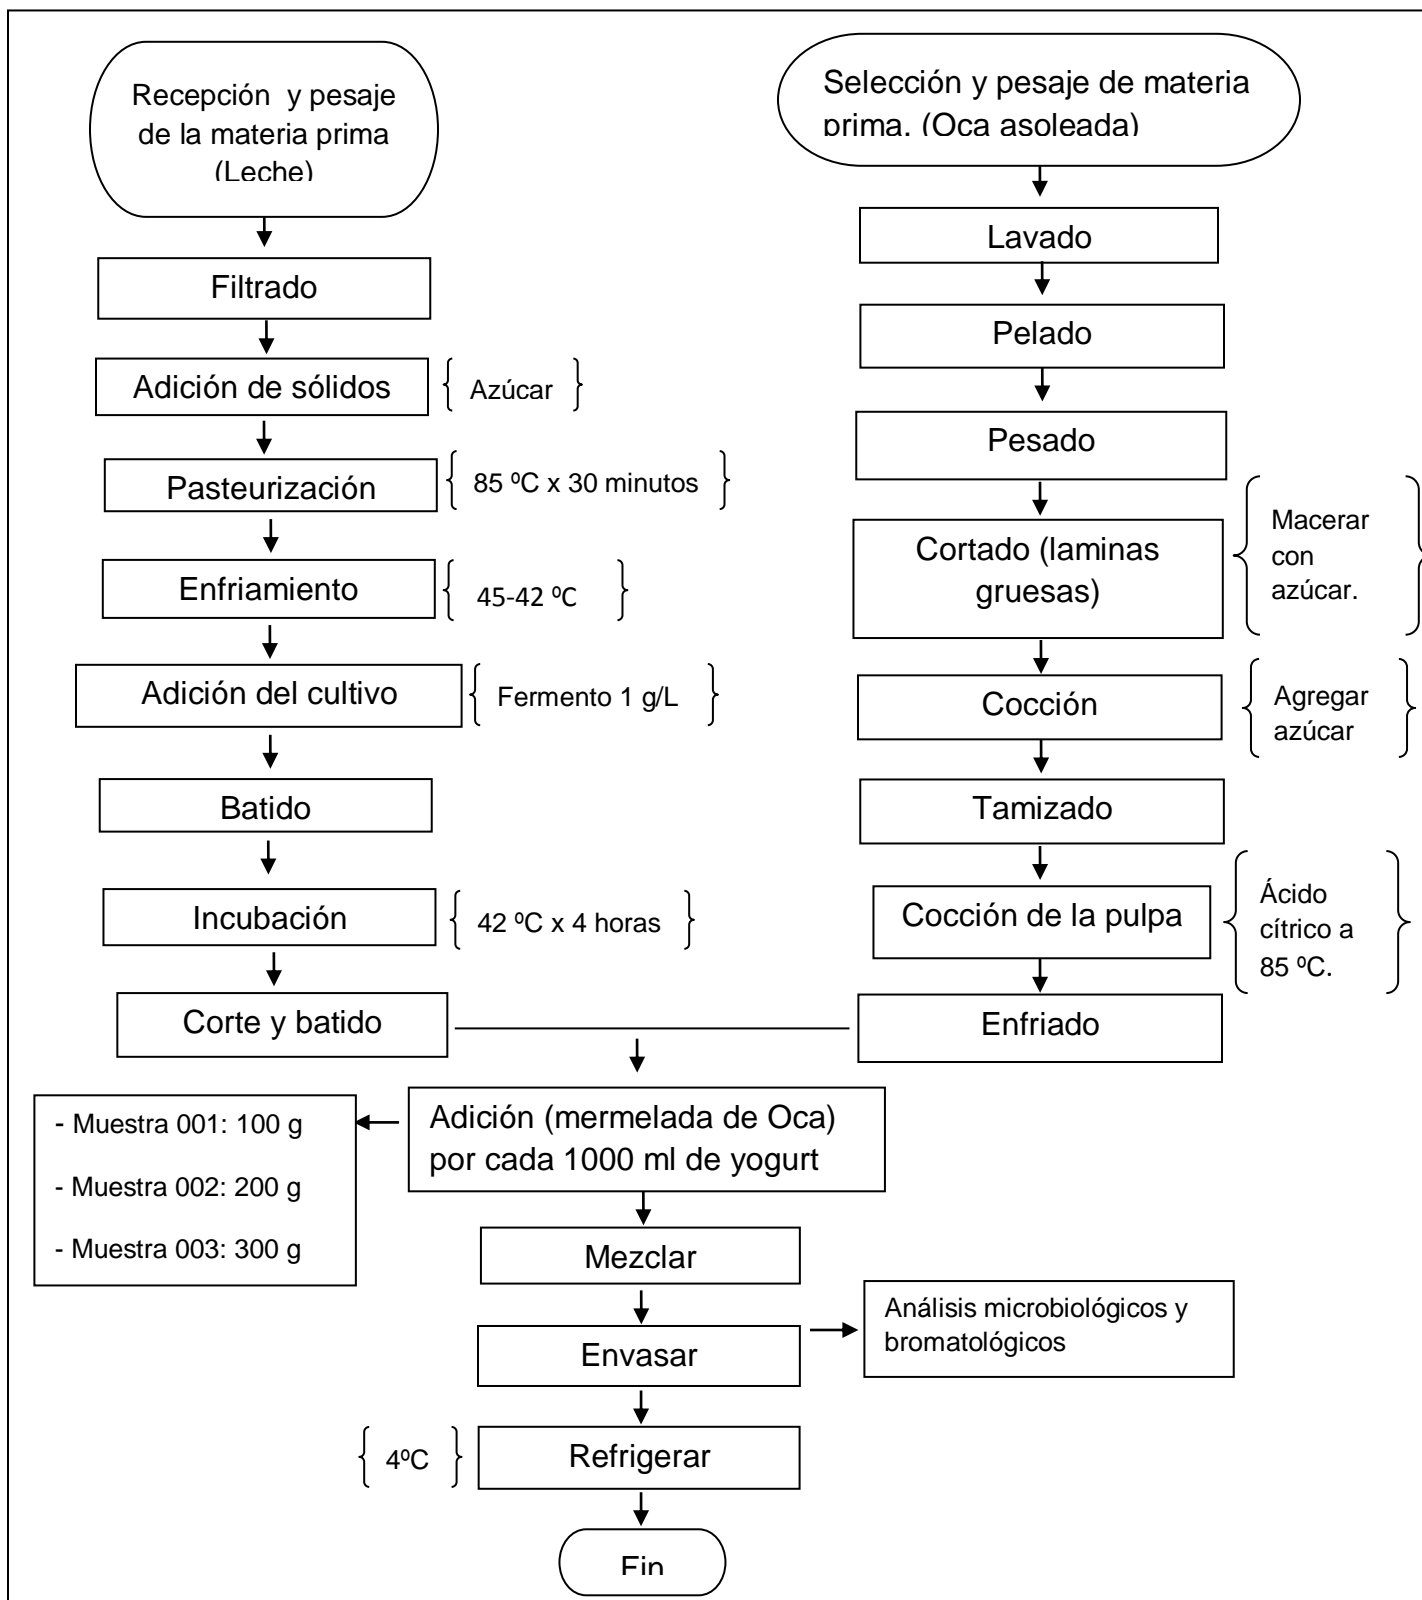 Recepción y pesaje
de la materia prima
(Leche)
Filtrado
Adición de sólidos
Azúcar
Pasteurización
85 ºC x 30 minutos
Enfriamiento
45-42 ºC
Adición del cultivo
Fermento 1 g/L
Batido
Incubación
42 ºC x 4 horas
Corte y batido
Selección y pesaje de materia
prima. (Oca asoleada)
Lavado
Pelado
Pesado
Cortado (laminas
gruesas)
Macerar
con
azúcar.
Cocción
Agregar
azúcar
Tamizado
Cocción de la pulpa
Ácido
cítrico a
85 ºC.
Enfriado
Adición (mermelada de Oca)
por cada 1000 ml de yogurt
- Muestra 001: 100 g
- Muestra 002: 200 g
- Muestra 003: 300 g
Mezclar
Envasar
Análisis microbiológicos y
bromatológicos
Refrigerar
4ºC
Fin